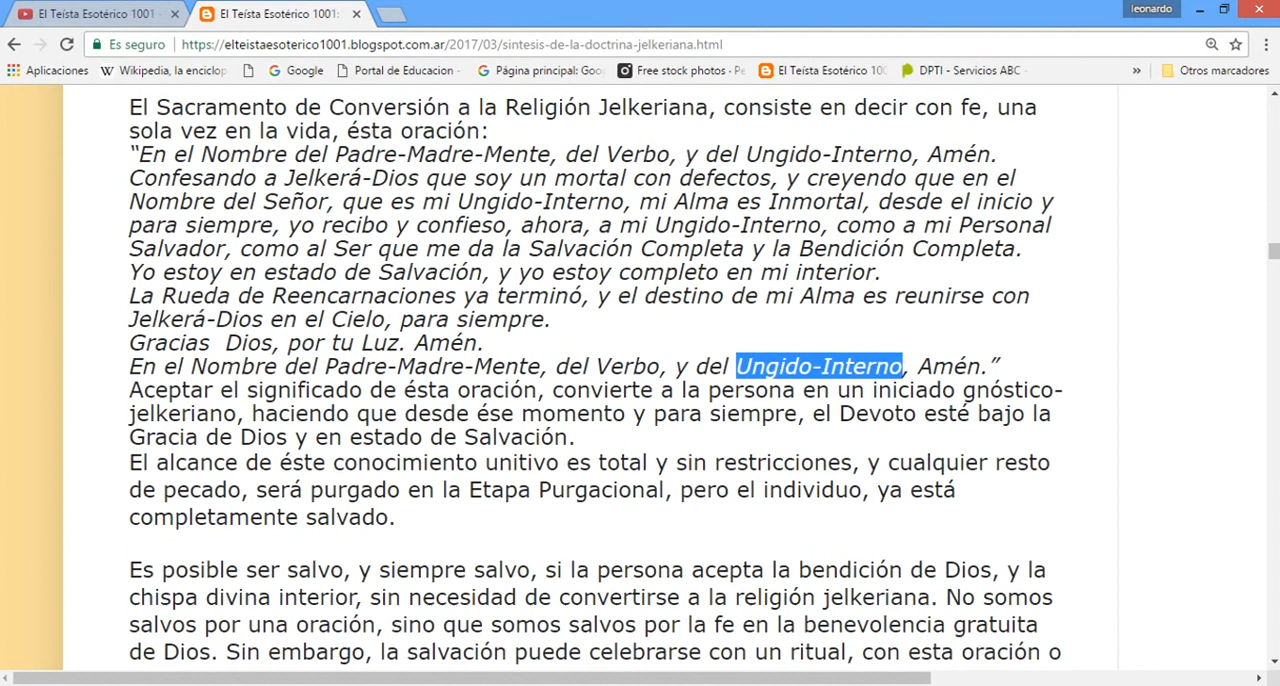 El Teísta Esotérico 1001
El Teísta Esotérico 1001:
leonardo
Es seguro
https://elteistaesoterico1001.blogspot.com.ar/2017/03/sintesis-de-la-doctrina-jelkeriana.html
Aplicaciones Wikipedia, la enciclop Google Portal de Educacion Página principal: Goo Free stock photos - Pe El Teísta Esotérico 100 DPTI - Servicios ABC » Otros marcadores
El Sacramento de Conversión a la Religión Jelkeriana, consiste en decir con fe, una
sola vez en la vida, ésta oración:
“En el Nombre del Padre-Madre-Mente, del Verbo, y del Ungido-Interno, Amén.
Confesando a Jelkerá-Dios que soy un mortal con defectos, y creyendo que en el
Nombre del Señor, que es mi Ungido-Interno, mi Alma es Inmortal, desde el inicio y
para siempre, yo recibo y confieso, ahora, a mi Ungido-Interno, como a mi Personal
Salvador, como al Ser que me da la Salvación Completa y la Bendición Completa.
Yo estoy en estado de Salvación, y yo estoy completo en mi interior.
La Rueda de Reencarnaciones ya terminó, y el destino de mi Alma es reunirse con
Jelkerá-Dios en el Cielo, para siempre.
Gracias  Dios, por tu Luz. Amén.
En el Nombre del Padre-Madre-Mente, del Verbo, y del Ungido-Interno, Amén.”
Aceptar el significado de ésta oración, convierte a la persona en un iniciado gnóstico-
jelkeriano, haciendo que desde ése momento y para siempre, el Devoto esté bajo la
Gracia de Dios y en estado de Salvación.
El alcance de éste conocimiento unitivo es total y sin restricciones, y cualquier resto
de pecado, será purgado en la Etapa Purgacional, pero el individuo, ya está
completamente salvado.
Es posible ser salvo, y siempre salvo, si la persona acepta la bendición de Dios, y la
chispa divina interior, sin necesidad de convertirse a la religión jelkeriana. No somos
salvos por una oración, sino que somos salvos por la fe en la benevolencia gratuita
de Dios. Sin embargo, la salvación puede celebrarse con un ritual, con esta oración o